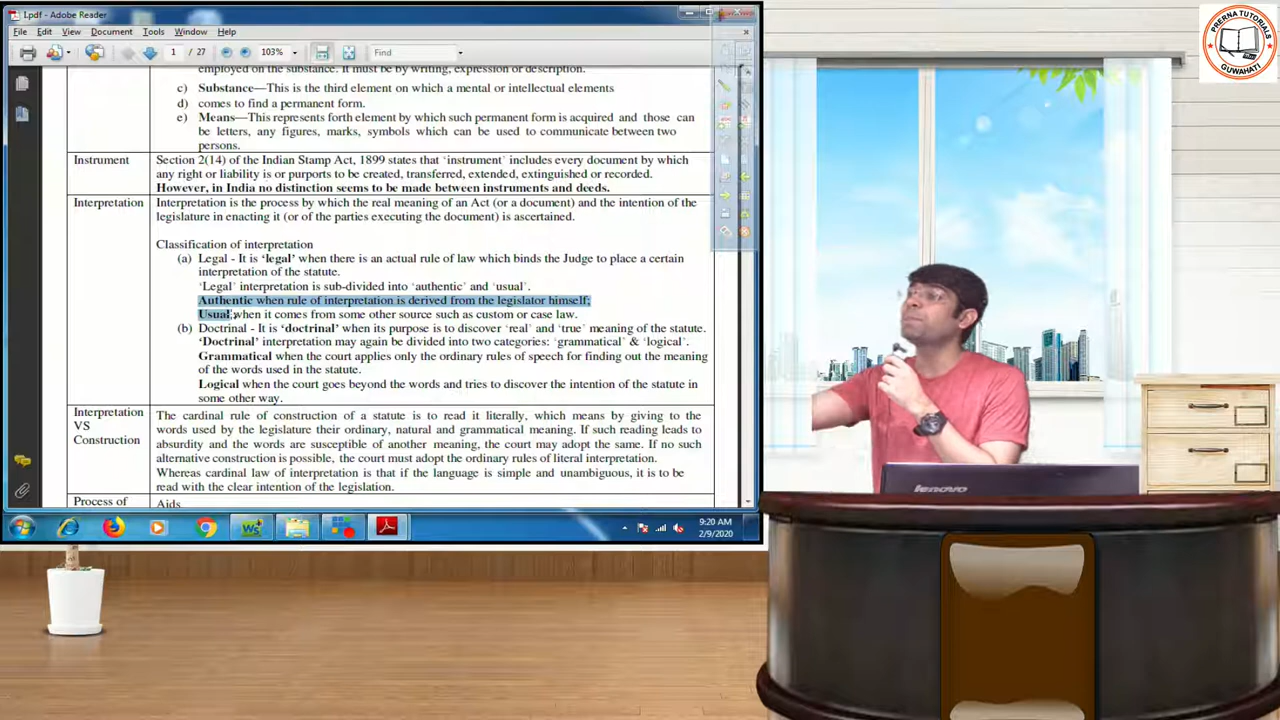 Lpdf - Adobe Reader
File Edit View Document Tools Window Help
1 / 27 103% Find
employed on the substance. It must be by writing, expression or description.
c) Substance—This is the third element on which a mental or intellectual elements
d) comes to find a permanent form.
e) Means—This represents forth element by which such permanent form is acquired and those can
be letters, any figures, marks, symbols which can be used to communicate between two
persons.
Instrument
Section 2(14) of the Indian Stamp Act, 1899 states that ‘instrument’ includes every document by which
any right or liability is or purports to be created, transferred, extended, extinguished or recorded.
However, in India no distinction seems to be made between instruments and deeds.
Interpretation
Interpretation is the process by which the real meaning of an Act (or a document) and the intention of the
legislature in enacting it (or of the parties executing the document) is ascertained.
Classification of interpretation
(a) Legal - It is ‘legal’ when there is an actual rule of law which binds the Judge to place a certain
interpretation of the statute.
‘Legal’ interpretation is sub-divided into ‘authentic’ and ‘usual’.
Authentic when rule of interpretation is derived from the legislator himself;
Usual when it comes from some other source such as custom or case law.
(b) Doctrinal - It is ‘doctrinal’ when its purpose is to discover ‘real’ and ‘true’ meaning of the statute.
‘Doctrinal’ interpretation may again be divided into two categories: ‘grammatical’ & ‘logical’.
Grammatical when the court applies only the ordinary rules of speech for finding out the meaning
of the words used in the statute.
Logical when the court goes beyond the words and tries to discover the intention of the statute in
some other way.
Interpretation
VS
Construction
The cardinal rule of construction of a statute is to read it literally, which means by giving to the
words used by the legislature their ordinary, natural and grammatical meaning. If such reading leads to
absurdity and the words are susceptible of another meaning, the court may adopt the same. If no such
alternative construction is possible, the court must adopt the ordinary rules of literal interpretation.
Whereas cardinal law of interpretation is that if the language is simple and unambiguous, it is to be
read with the clear intention of the legislation.
Process of
Aids
9:20 AM
2/9/2020
PRERNA TUTORIALS
GUWAHATI
lenovo